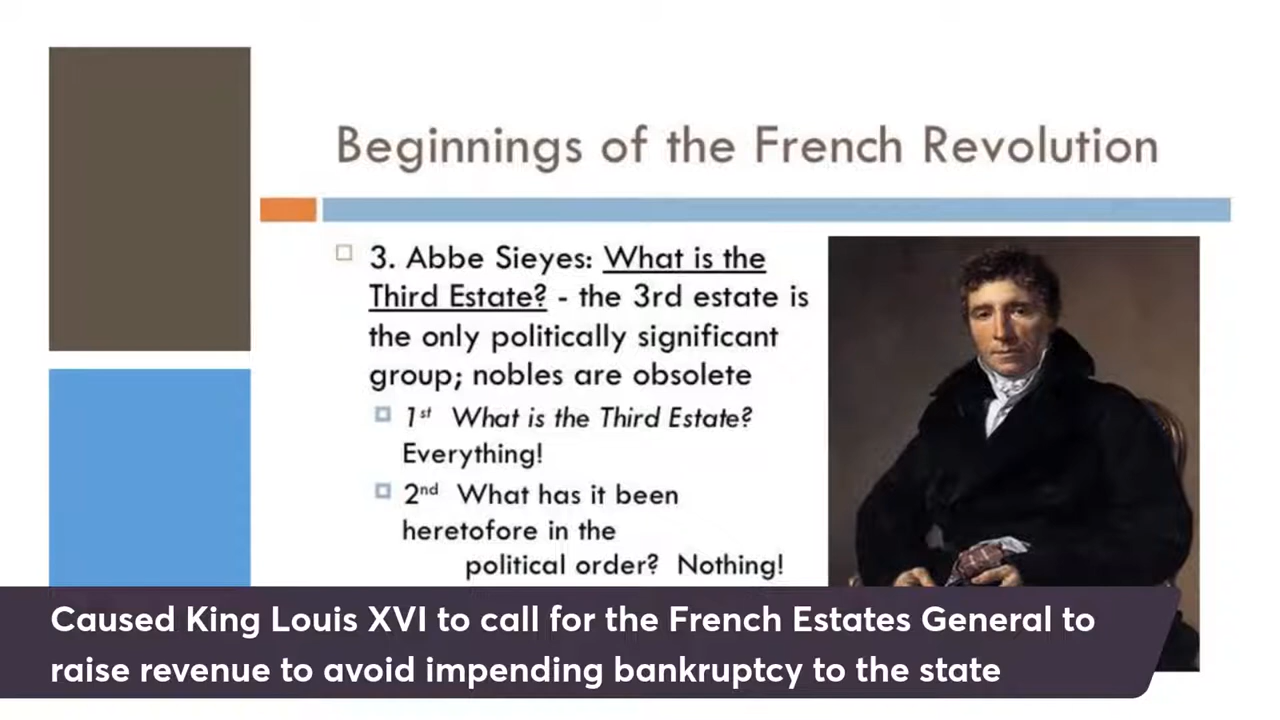 Beginnings of the French Revolution
3. Abbe Sieyes: What is the
Third Estate? - the 3rd estate is
the only politically significant
group; nobles are obsolete
1st What is the Third Estate?
Everything!
2nd What has it been
heretofore in the
political order? Nothing!
Caused King Louis XVI to call for the French Estates General to
raise revenue to avoid impending bankruptcy to the state